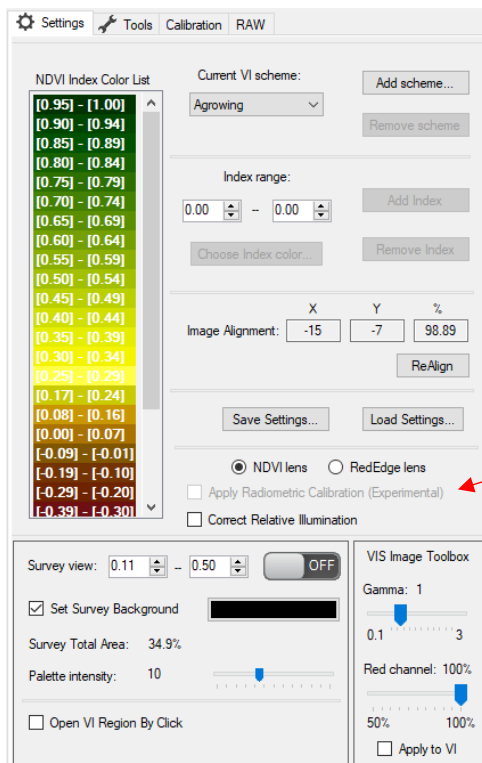 Settings Tools Calibration RAW
NDVI Index Color List
[0.95] - [1.00]
[0.90] - [0.94]
[0.85] - [0.89]
[0.80] - [0.84]
[0.75] - [0.79]
[0.70] - [0.74]
[0.65] - [0.69]
[0.60] - [0.64]
[0.55] - [0.59]
[0.50] - [0.54]
[0.45] - [0.49]
[0.40] - [0.44]
[0.35] - [0.39]
[0.30] - [0.34]
[0.25] - [0.29]
[0.17] - [0.24]
[0.08] - [0.16]
[0.00] - [0.07]
[-0.09] - [-0.01]
[-0.19] - [-0.10]
[-0.29] - [-0.20]
[-0.39] - [-0.30]
Current VI scheme:
Agrowing
Add scheme...
Remove scheme
Index range:
0.00 - 0.00
Add Index
Choose Index color...
Remove Index
X Y %
Image Alignment: -15 -7 98.89
ReAlign
Save Settings... Load Settings...
NDVI lens RedEdge lens
Apply Radiometric Calibration (Experimental)
Correct Relative Illumination
Survey view: 0.11 - 0.50 OFF
Set Survey Background
Survey Total Area: 34.9%
Palette intensity: 10
Open VI Region By Click
VIS Image Toolbox
Gamma: 1
0.1 3
Red channel: 100%
50% 100%
Apply to VI